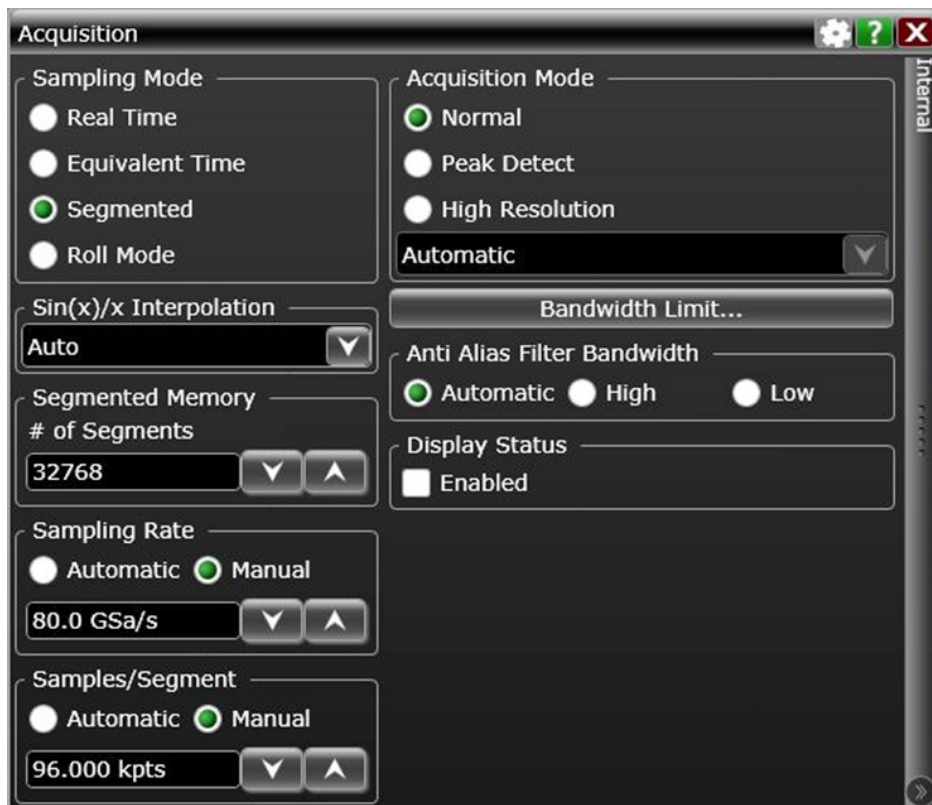 Acquisition
?
X
Internal
Sampling Mode
Real Time
Equivalent Time
Segmented
Roll Mode
Sin(x)/x Interpolation
Auto
Segmented Memory
# of Segments
32768
Sampling Rate
Automatic Manual
80.0 GSa/s
Samples/Segment
Automatic Manual
96.000 kpts
Acquisition Mode
Normal
Peak Detect
High Resolution
Automatic
Bandwidth Limit...
Anti Alias Filter Bandwidth
Automatic High Low
Display Status
Enabled